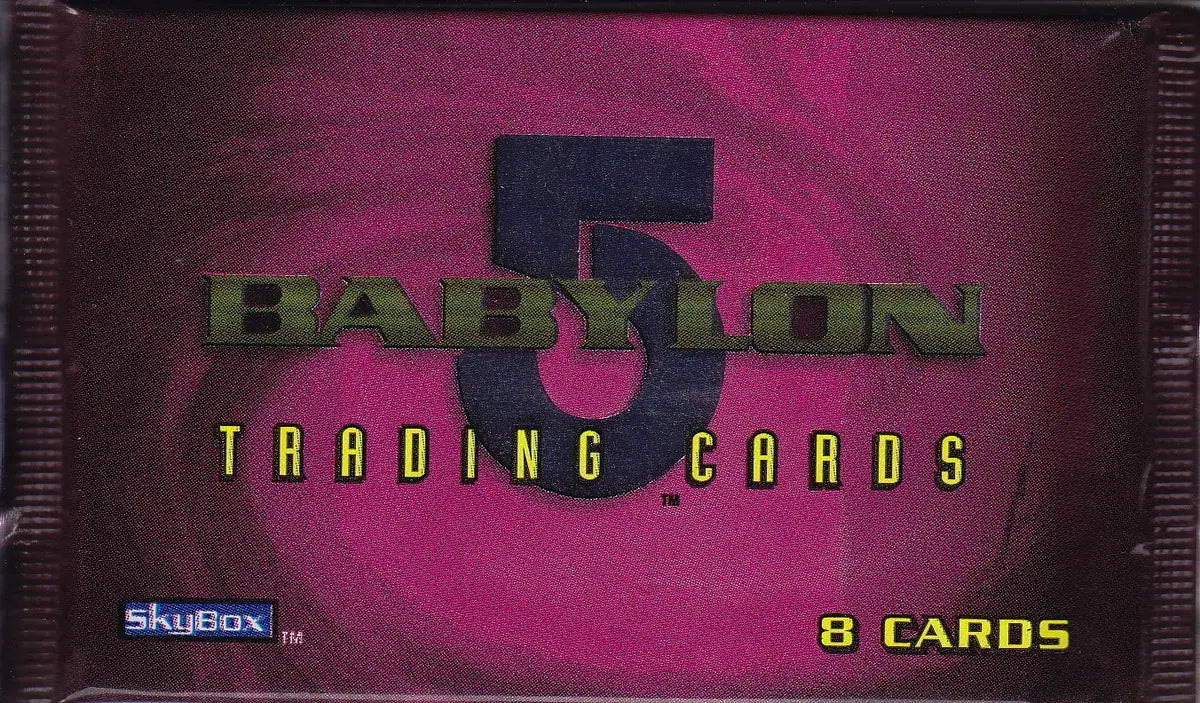 5
BABYLON
TRADING CARDS
TM
SkyBox TM
8 CARDS